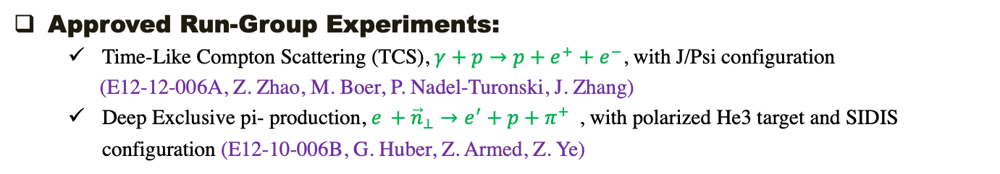 ❑ Approved Run-Group Experiments:
✓ Time-Like Compton Scattering (TCS), γ + p → p + e⁺ + e⁻ , with J/Psi configuration
(E12-12-006A, Z. Zhao, M. Boer, P. Nadel-Turonski, J. Zhang)
✓ Deep Exclusive pi- production, e + n⃗⊥ → e′ + p + π⁺ , with polarized He3 target and SIDIS
configuration (E12-10-006B, G. Huber, Z. Armed, Z. Ye)